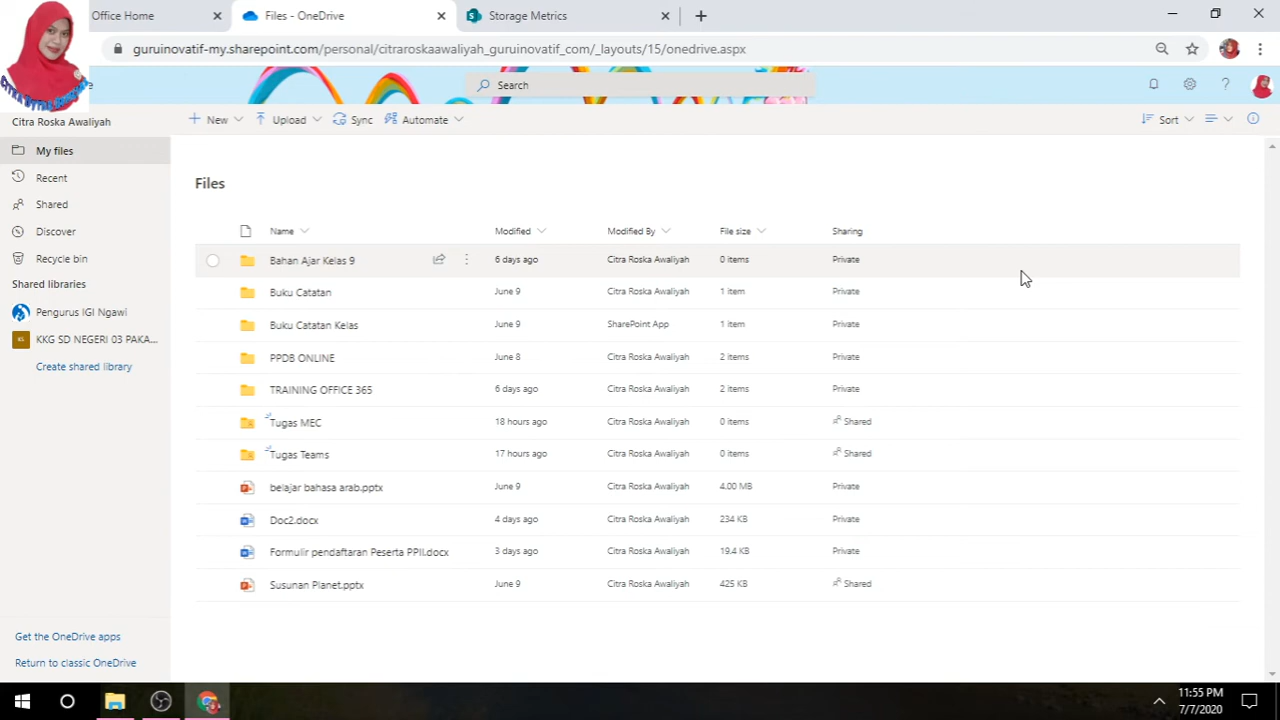 Office Home
Files - OneDrive
Storage Metrics
guruinovatif-my.sharepoint.com/personal/citraroskaawaliyah_guruinovatif_com/_layouts/15/onedrive.aspx
Search
Citra Roska Awaliyah
New Upload Sync Automate
Sort
My files
Recent
Shared
Discover
Recycle bin
Shared libraries
Pengurus IGI Ngawi
KKG SD NEGERI 03 PAKA...
Create shared library
Get the OneDrive apps
Return to classic OneDrive
Files
Name Modified Modified By File size Sharing
Bahan Ajar Kelas 9 6 days ago Citra Roska Awaliyah 0 items Private
Buku Catatan June 9 Citra Roska Awaliyah 1 item Private
Buku Catatan Kelas June 9 SharePoint App 1 item Private
PPDB ONLINE June 8 Citra Roska Awaliyah 2 items Private
TRAINING OFFICE 365 6 days ago Citra Roska Awaliyah 2 items Private
Tugas MEC 18 hours ago Citra Roska Awaliyah 0 items Shared
Tugas Teams 17 hours ago Citra Roska Awaliyah 0 items Shared
belajar bahasa arab.pptx June 9 Citra Roska Awaliyah 4.00 MB Private
Doc2.docx 4 days ago Citra Roska Awaliyah 234 KB Private
Formulir pendaftaran Peserta PPII.docx 3 days ago Citra Roska Awaliyah 19.4 KB Private
Susunan Planet.pptx June 9 Citra Roska Awaliyah 425 KB Shared
11:55 PM
7/7/2020